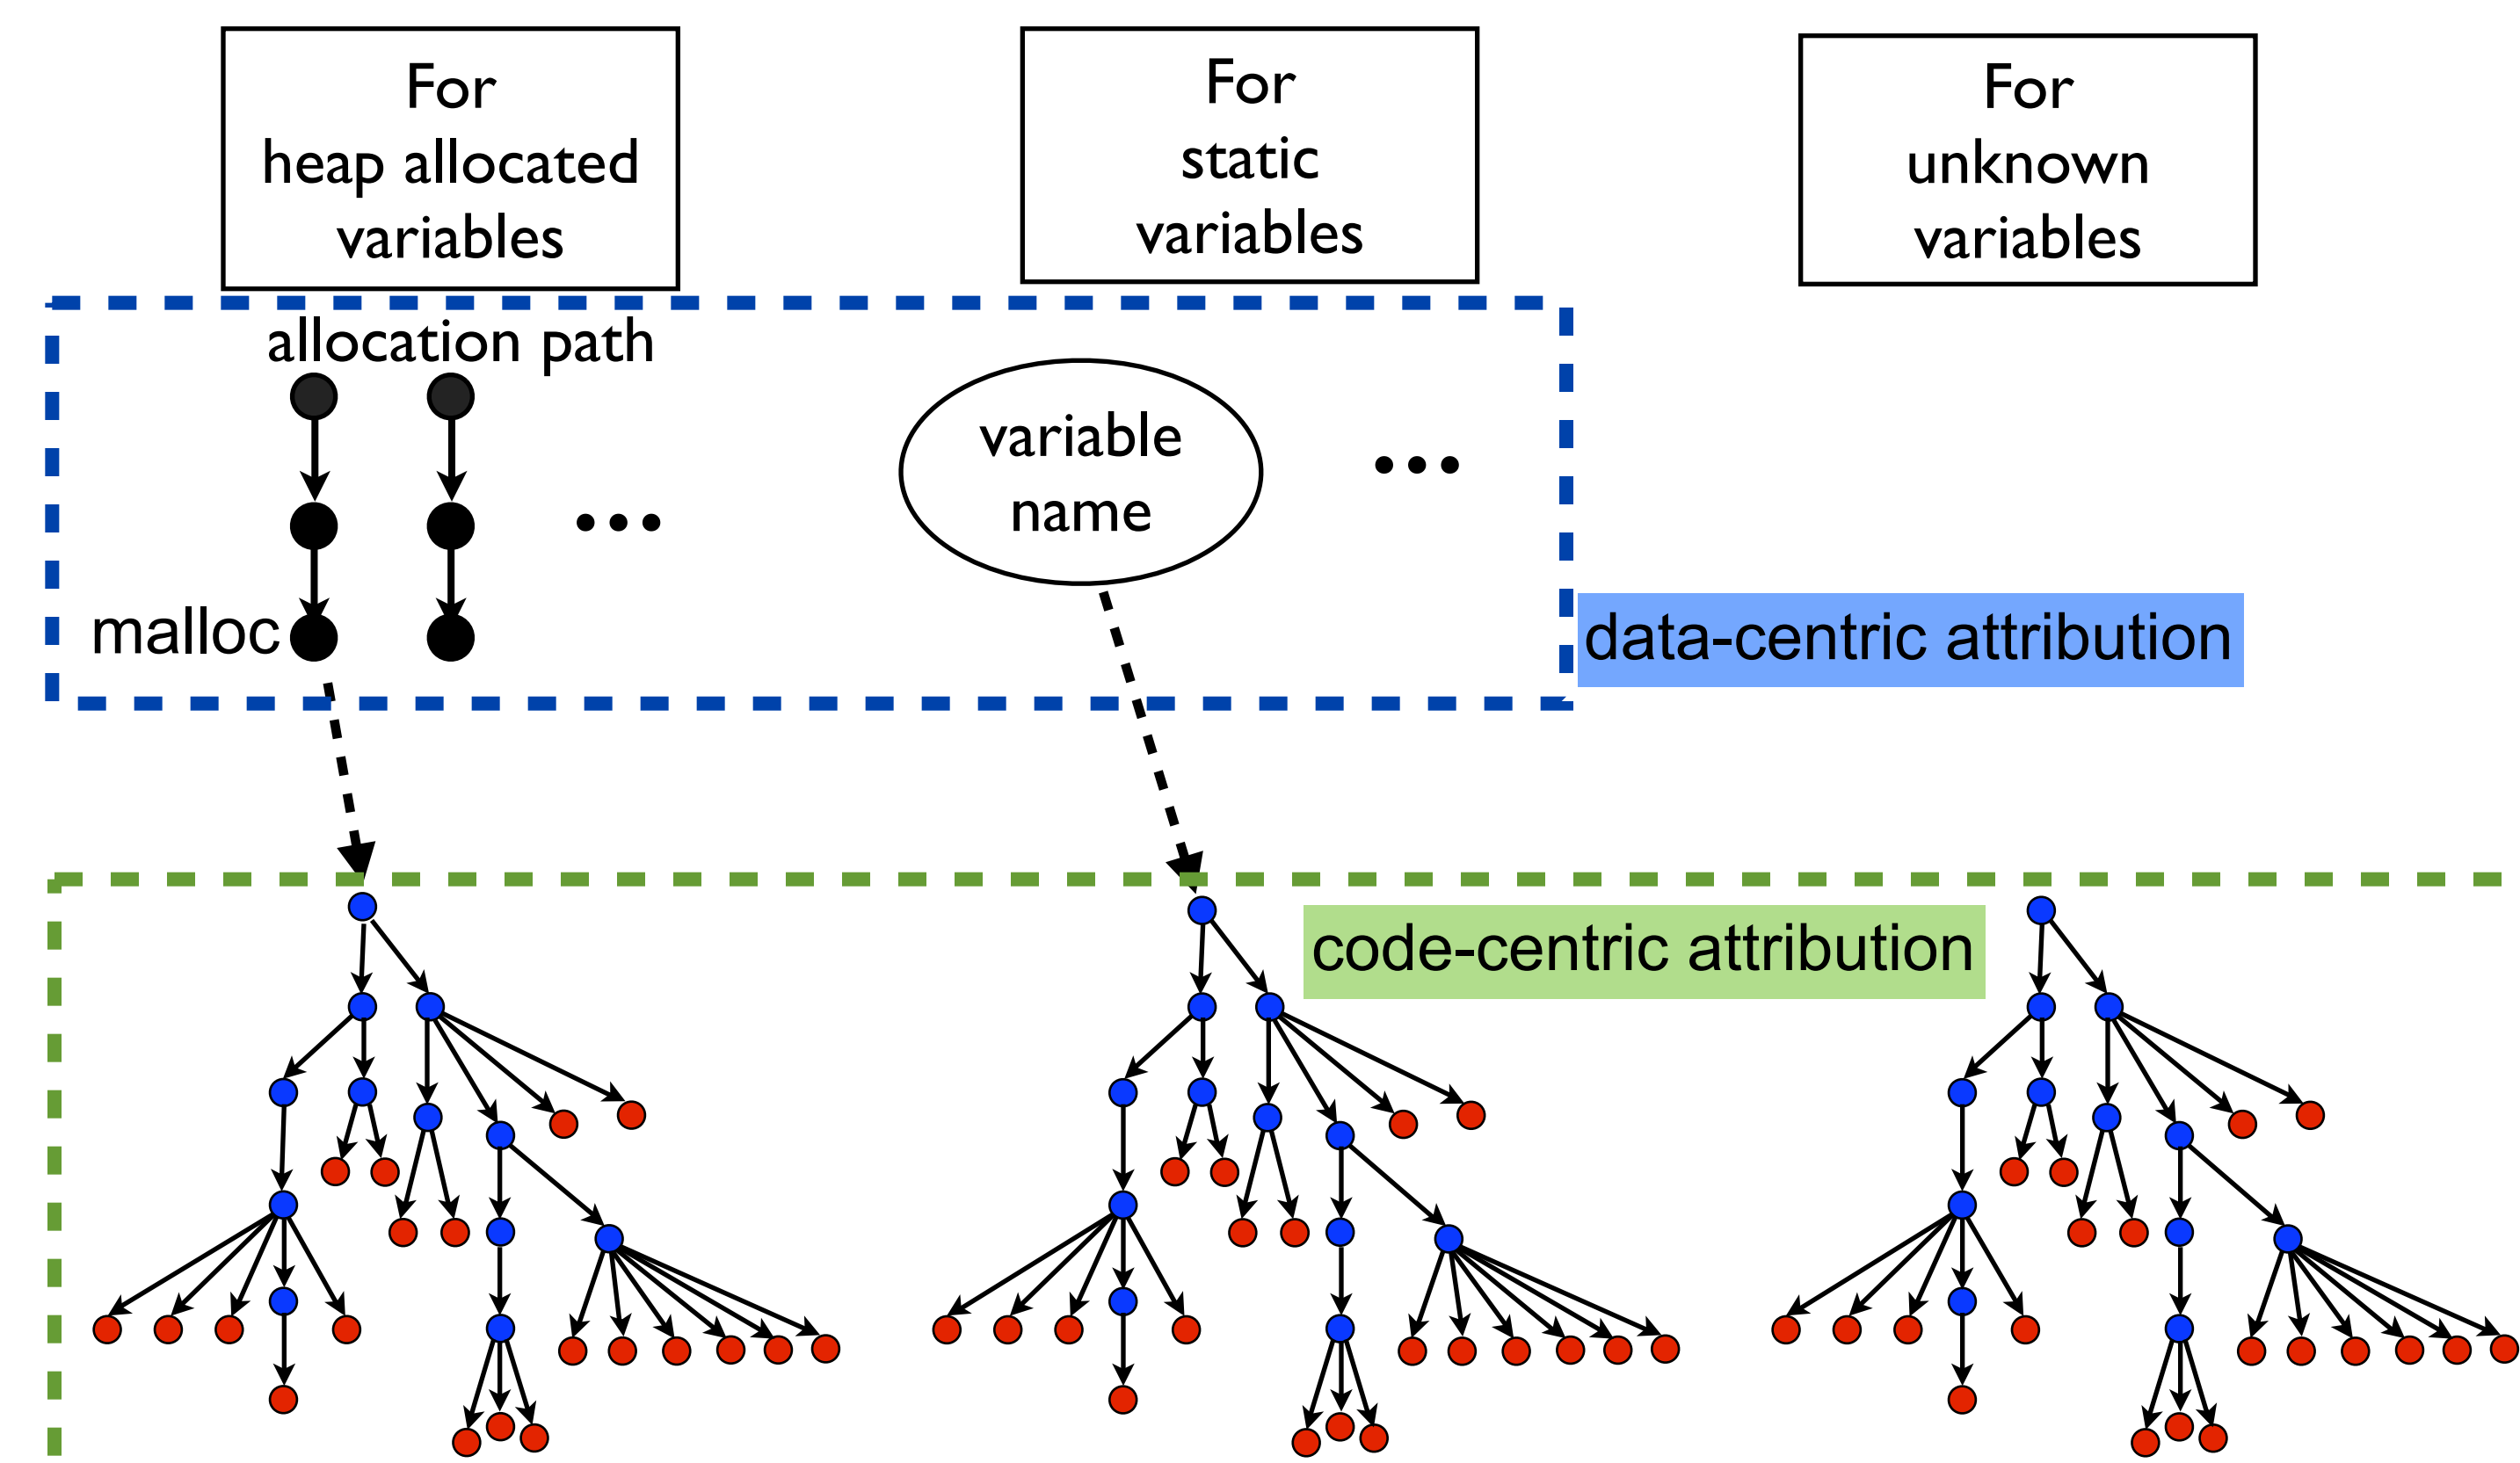 For
heap allocated
variables
For
static
variables
For
unknown
variables
allocation path
variable
name
...
...
malloc
data-centric attribution
code-centric attribution